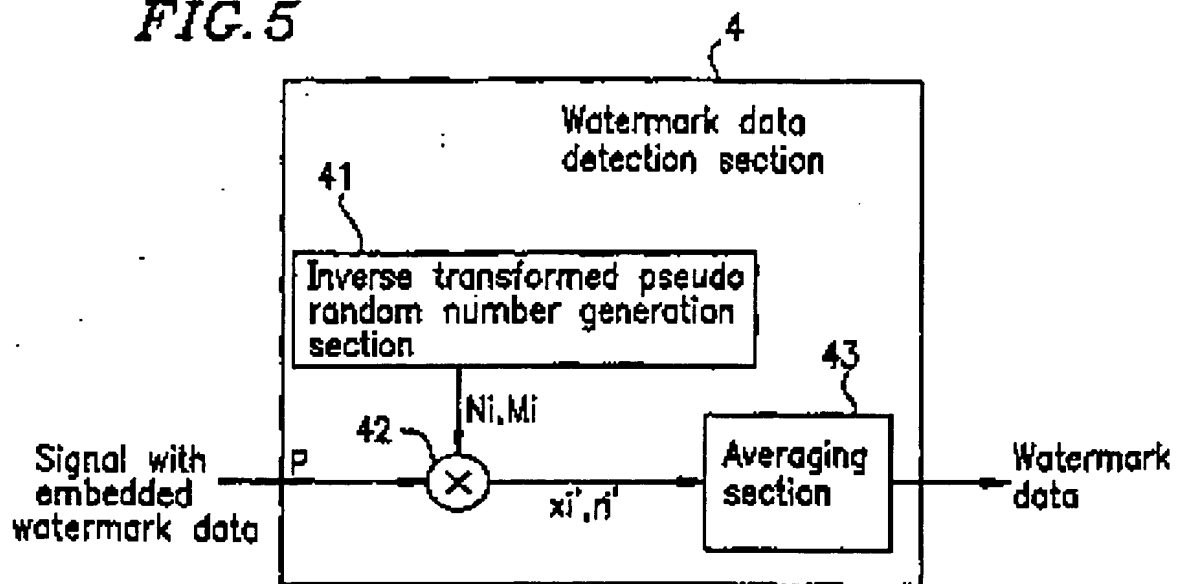 FIG. 5
4
Watermark data
detection section
41
Inverse transformed pseudo
random number generation
section
Ni,Mi
43
42
Signal with
embedded
watermark data
P
×
xi',ri'
Averaging
section
Watermark
data